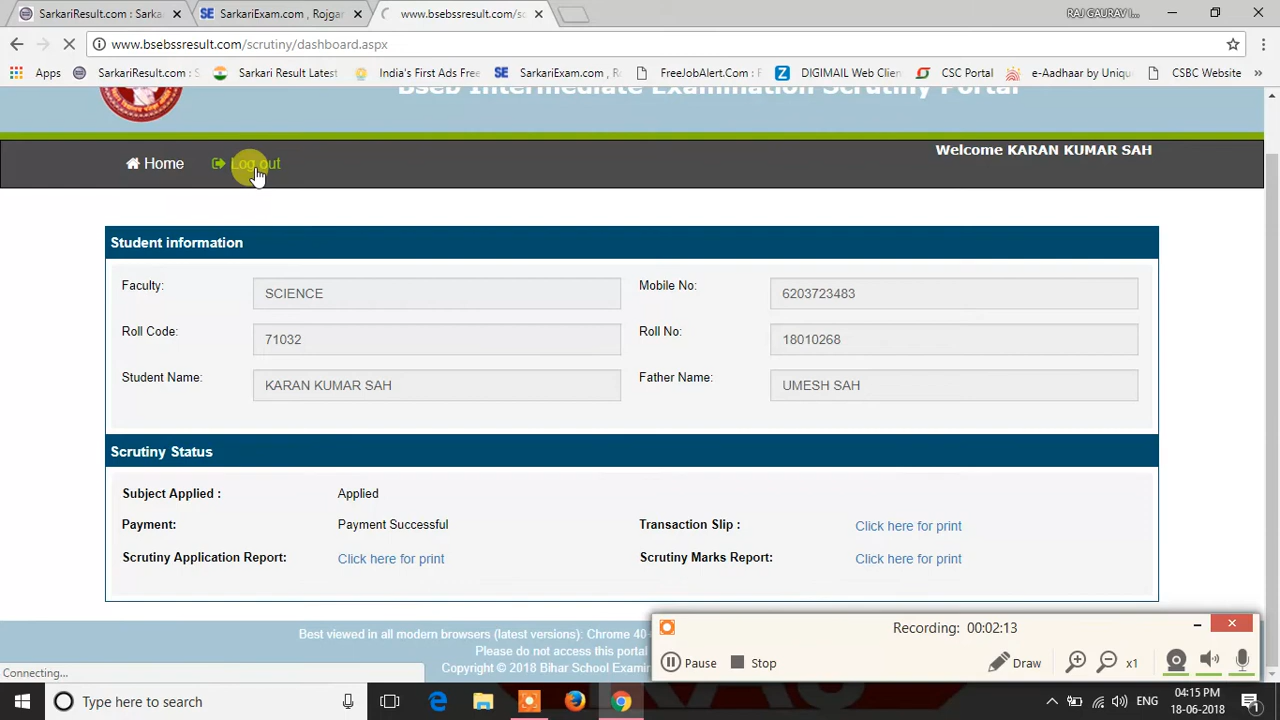 SarkariResult.com : Sarka
SarkariExam.com , Rojgar
www.bsebssresult.com/sc
RAJ GAURAV I...
www.bsebssresult.com/scrutiny/dashboard.aspx
Apps SarkariResult.com : S Sarkari Result Latest India's First Ads Free SarkariExam.com , Ro FreeJobAlert.Com : F DIGIMAIL Web Clien CSC Portal e-Aadhaar by Uniqu CSBC Website »
Bseb Intermediate Examination Scrutiny Portal
Home Log out
Welcome KARAN KUMAR SAH
Student information
Faculty: SCIENCE Mobile No: 6203723483
Roll Code: 71032 Roll No: 18010268
Student Name: KARAN KUMAR SAH Father Name: UMESH SAH
Scrutiny Status
Subject Applied : Applied
Payment: Payment Successful Transaction Slip : Click here for print
Scrutiny Application Report: Click here for print Scrutiny Marks Report: Click here for print
Best viewed in all modern browsers (latest versions): Chrome 40
Please do not access this portal
Copyright © 2018 Bihar School Exami
Recording: 00:02:13
Pause Stop Draw x1
Connecting...
Type here to search
ENG
04:15 PM
18-06-2018